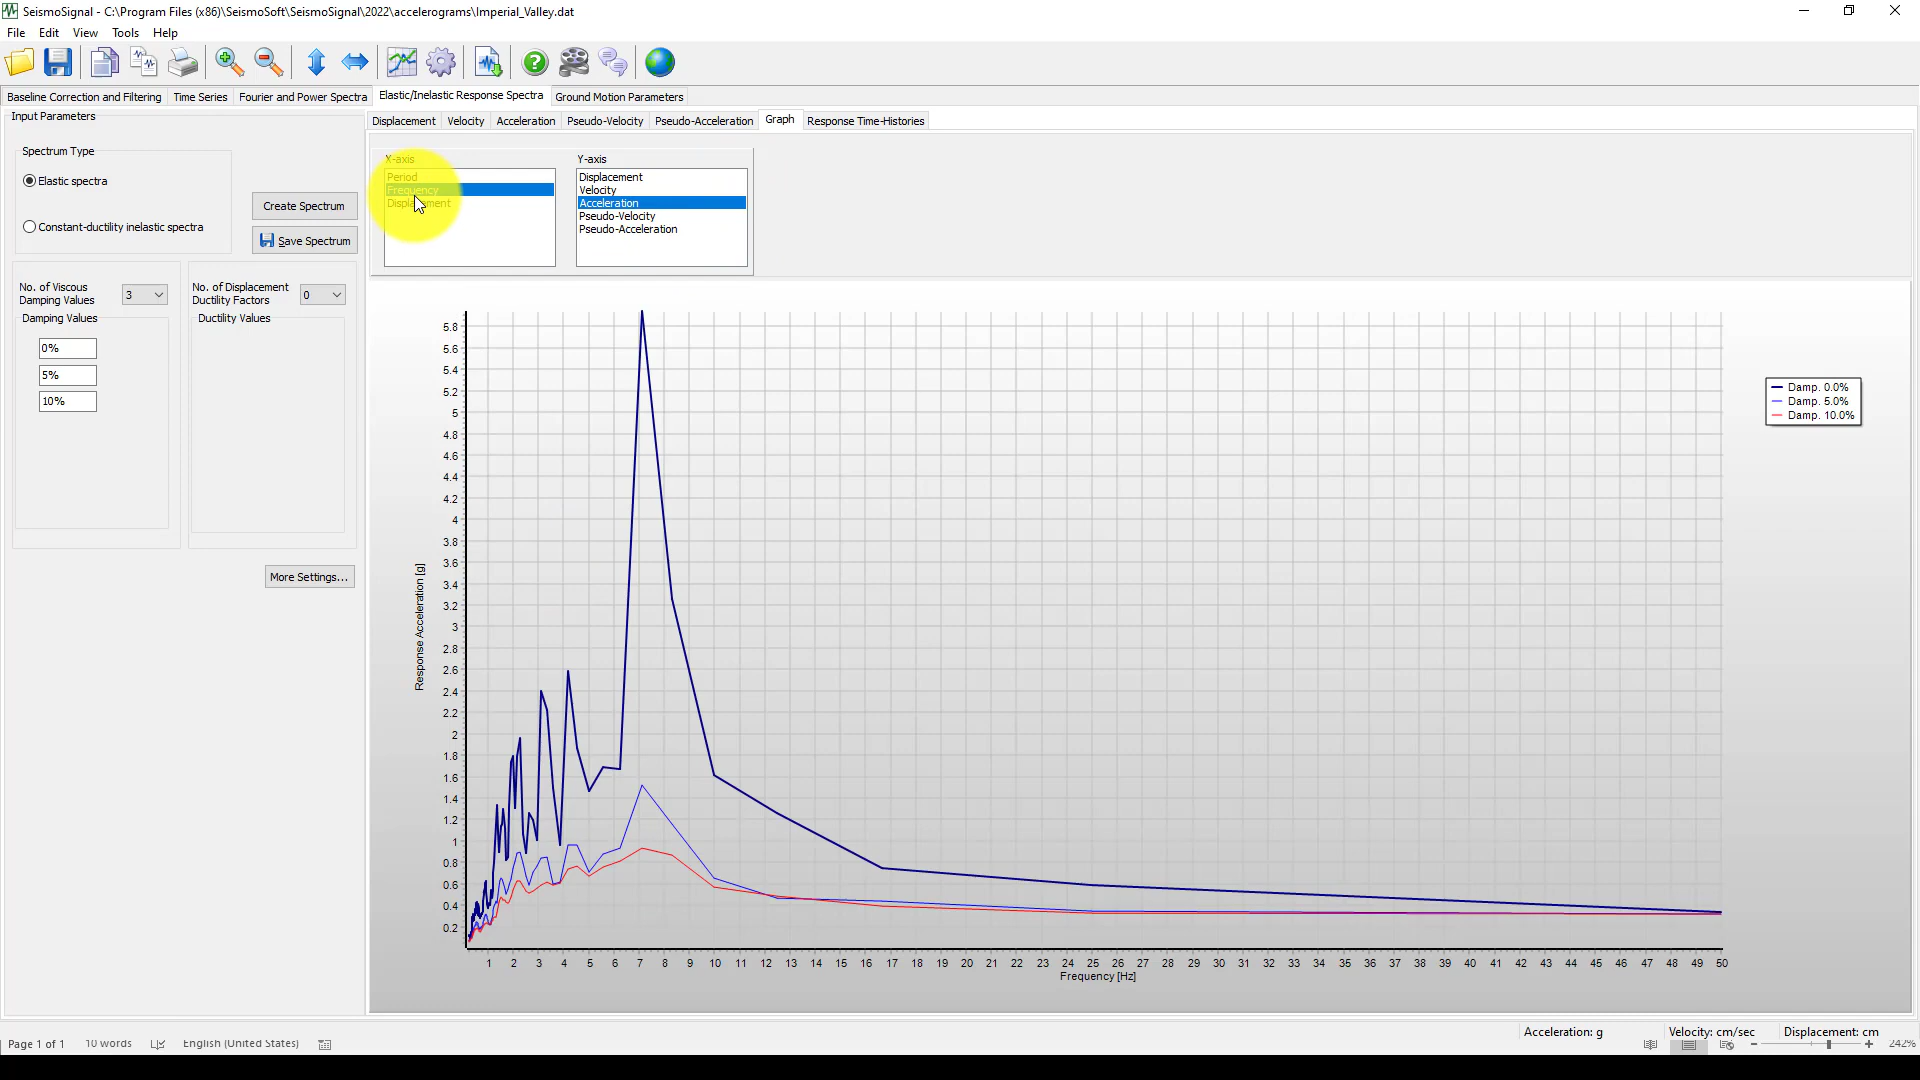 SeismoSignal - C:\Program Files (x86)\SeismoSoft\SeismoSignal\2022\accelerograms\Imperial_Valley.dat
File Edit View Tools Help
Baseline Correction and Filtering Time Series Fourier and Power Spectra Elastic/Inelastic Response Spectra Ground Motion Parameters
Input Parameters
Spectrum Type
Elastic spectra
Constant-ductility inelastic spectra
Create Spectrum
Save Spectrum
No. of Viscous
Damping Values
3
No. of Displacement
Ductility Factors
0
Damping Values
0%
5%
10%
Ductility Values
More Settings...
Displacement Velocity Acceleration Pseudo-Velocity Pseudo-Acceleration Graph Response Time-Histories
X-axis
Period
Frequency
Displacement
Y-axis
Displacement
Velocity
Acceleration
Pseudo-Velocity
Pseudo-Acceleration
5.8
5.6
5.4
5.2
5
4.8
4.6
4.4
4.2
4
3.8
3.6
3.4
3.2
3
2.8
2.6
2.4
2.2
2
1.8
1.6
1.4
1.2
1
0.8
0.6
0.4
0.2
Response Acceleration [g]
1 2 3 4 5 6 7 8 9 10 11 12 13 14 15 16 17 18 19 20 21 22 23 24 25 26 27 28 29 30 31 32 33 34 35 36 37 38 39 40 41 42 43 44 45 46 47 48 49 50
Frequency [Hz]
Damp. 0.0%
Damp. 5.0%
Damp. 10.0%
Acceleration: g Velocity: cm/sec Displacement: cm
Page 1 of 1 10 words English (United States) 242%